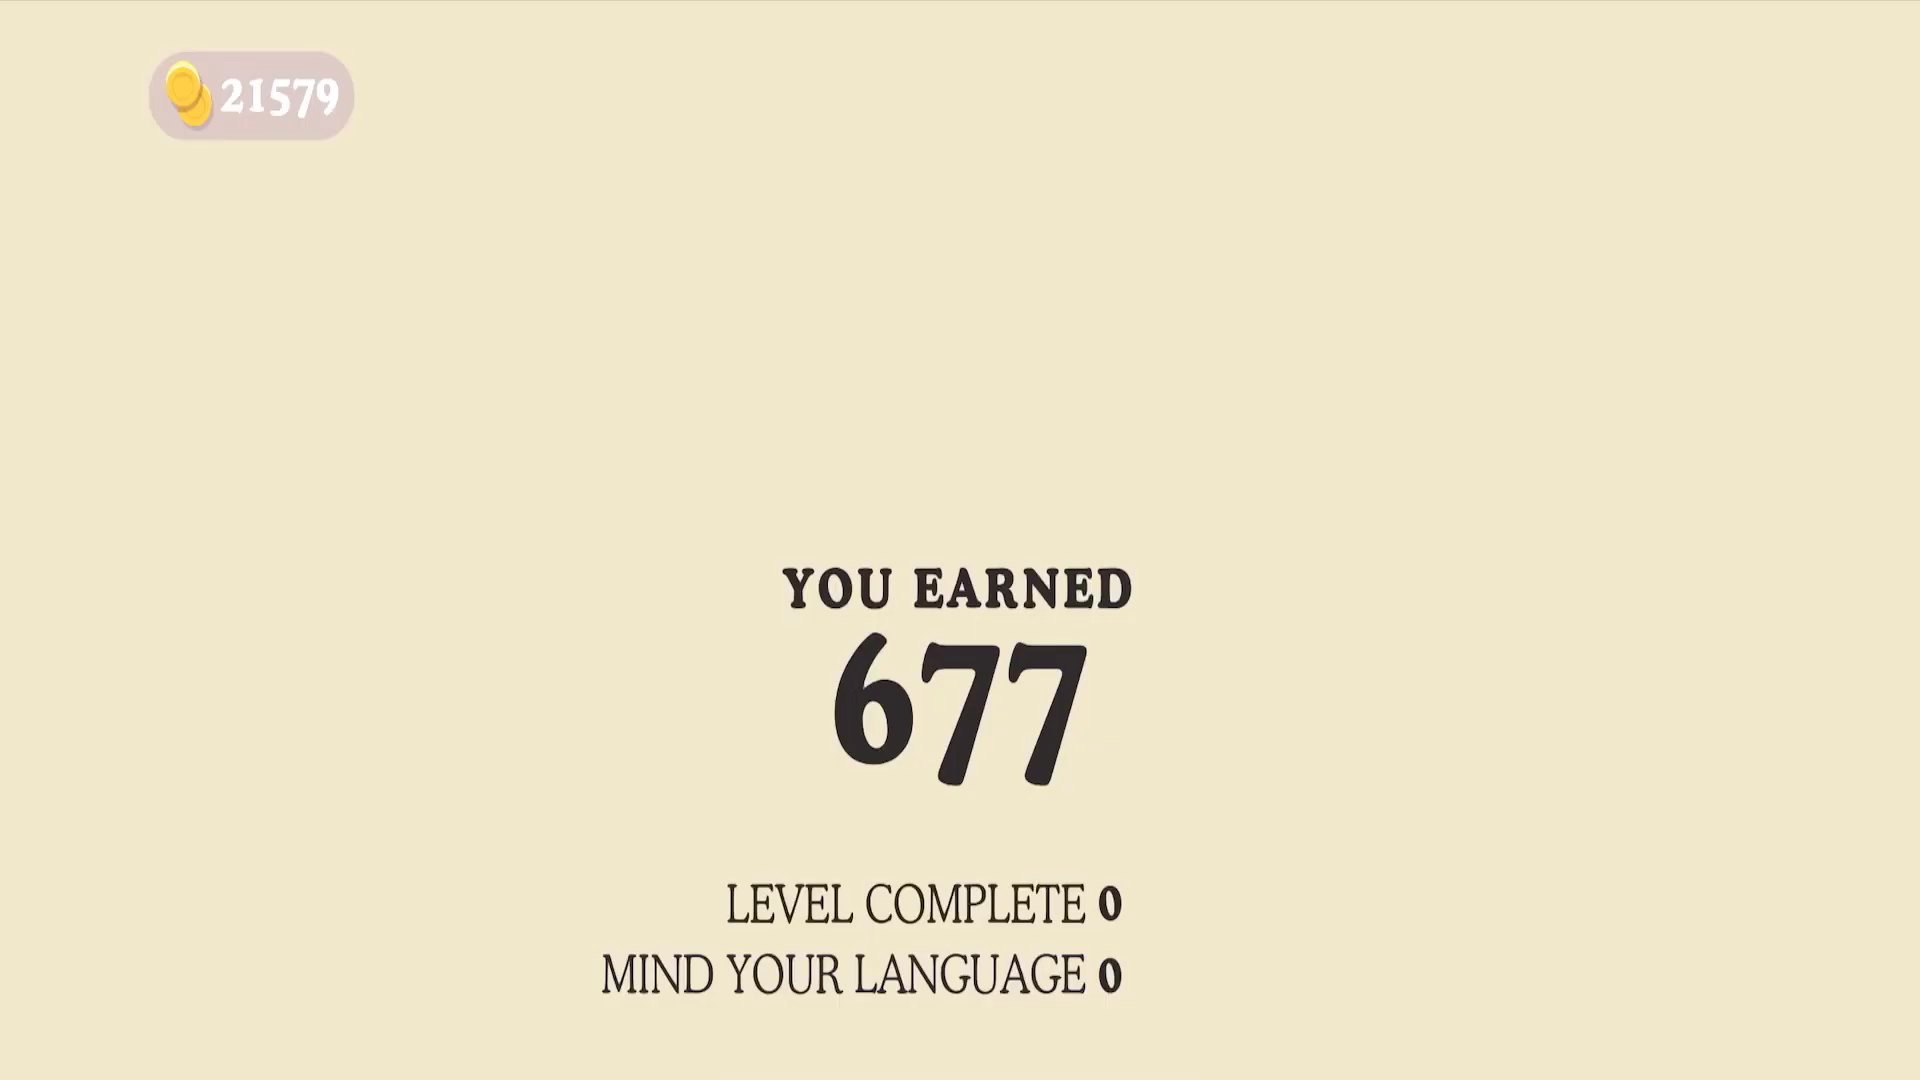 21579
YOU EARNED
677
LEVEL COMPLETE 0
MIND YOUR LANGUAGE 0